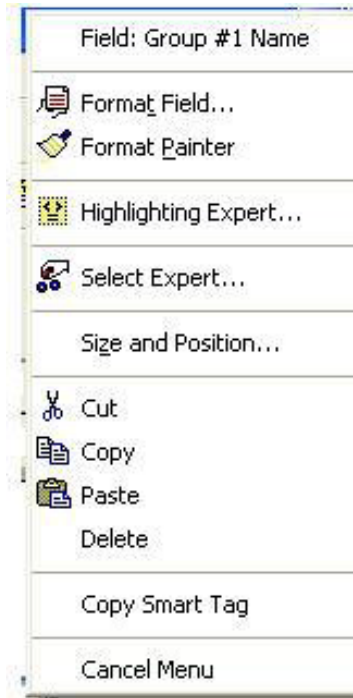 Field: Group #1 Name
Format Field...
Format Painter
Highlighting Expert...
Select Expert...
Size and Position...
Cut
Copy
Paste
Delete
Copy Smart Tag
Cancel Menu